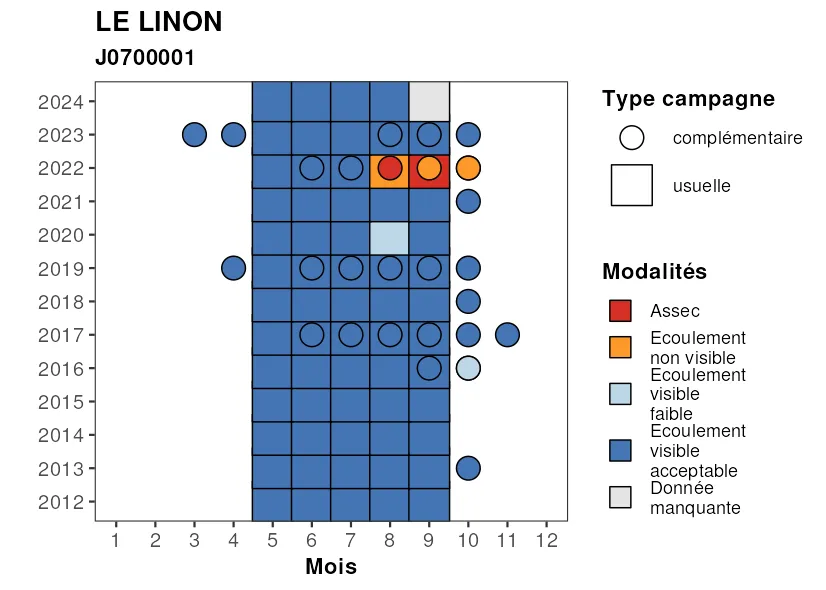 LE LINON
J0700001
2024
2023
2022
2021
2020
2019
2018
2017
2016
2015
2014
2013
2012
1 2 3 4 5 6 7 8 9 10 11 12
Mois
Type campagne
complémentaire
usuelle
Modalités
Assec
Ecoulement
non visible
Ecoulement
visible
faible
Ecoulement
visible
acceptable
Donnée
manquante